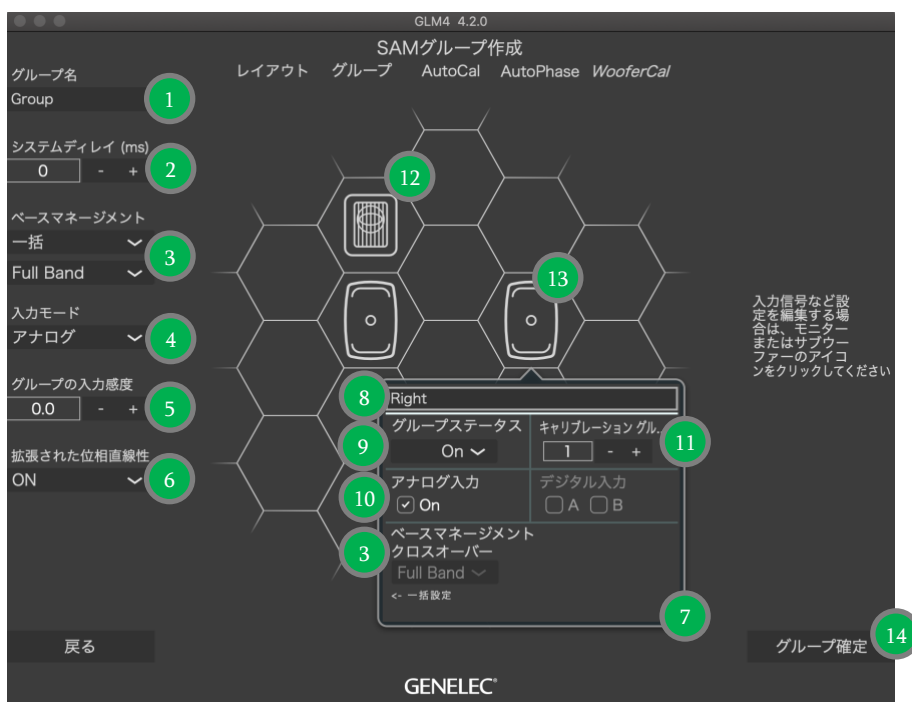 GLM4 4.2.0
SAMグループ作成
レイアウト グループ AutoCal AutoPhase WooferCal
グループ名
Group
1
システムディレイ (ms)
0 - +
2
ベースマネージメント
一括
Full Band
3
入力モード
アナログ
4
グループの入力感度
0.0 - +
5
拡張された位相直線性
ON
6
12
13
入力信号など設
定を編集する場
合は、モニター
またはサブウー
ファーのアイコ
ンをクリックしてください
8
Right
グループステータス
9
On
キャリブレーション グル...
1 - +
11
アナログ入力
10
On
デジタル入力
A B
ベースマネージメント
クロスオーバー
3
Full Band
<- 一括設定
7
戻る
グループ確定
14
GENELEC®